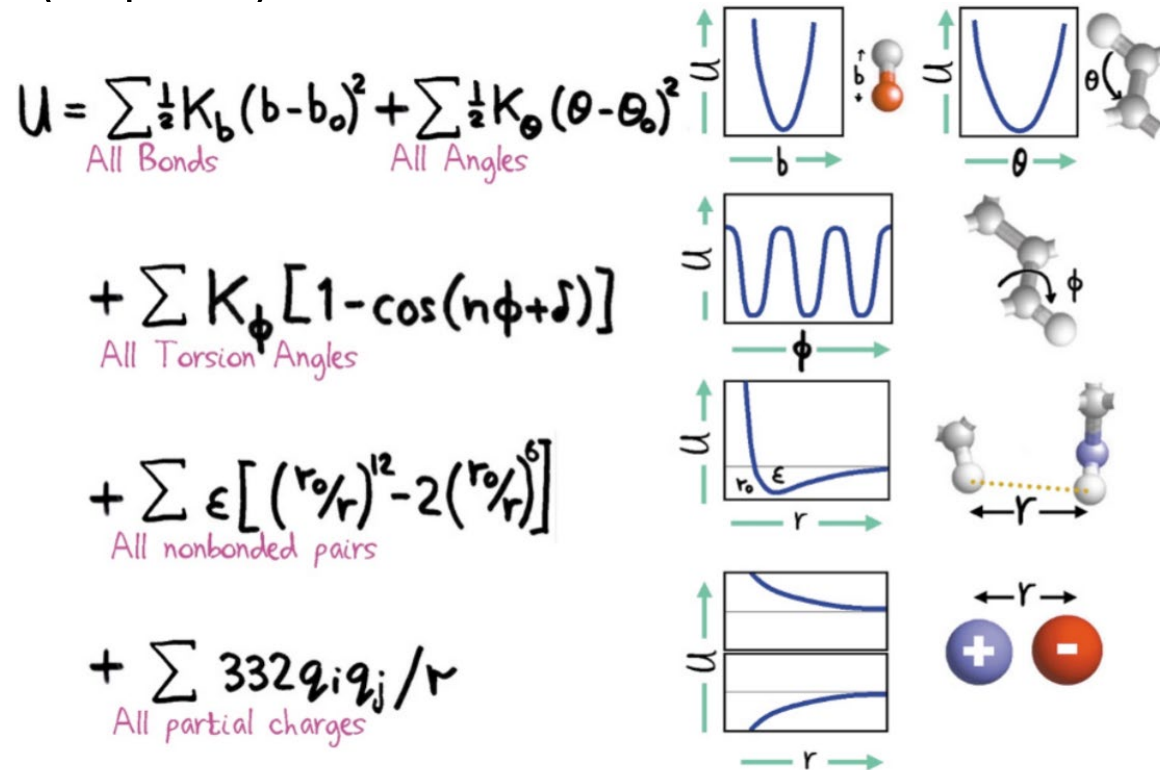 U = ∑½K_b(b-b₀)² + ∑½K_θ(θ-θ₀)²
All Bonds
All Angles
+ ∑ K_ϕ[1-cos(nϕ+δ)]
All Torsion Angles
+ ∑ ε[(r₀/r)¹²-2(r₀/r)⁶]
All nonbonded pairs
+ ∑ 332qᵢqⱼ/r
All partial charges
U
b
b
U
θ
θ
U
ϕ
ϕ
U
r₀
ε
r
r
U
r
r
+
-